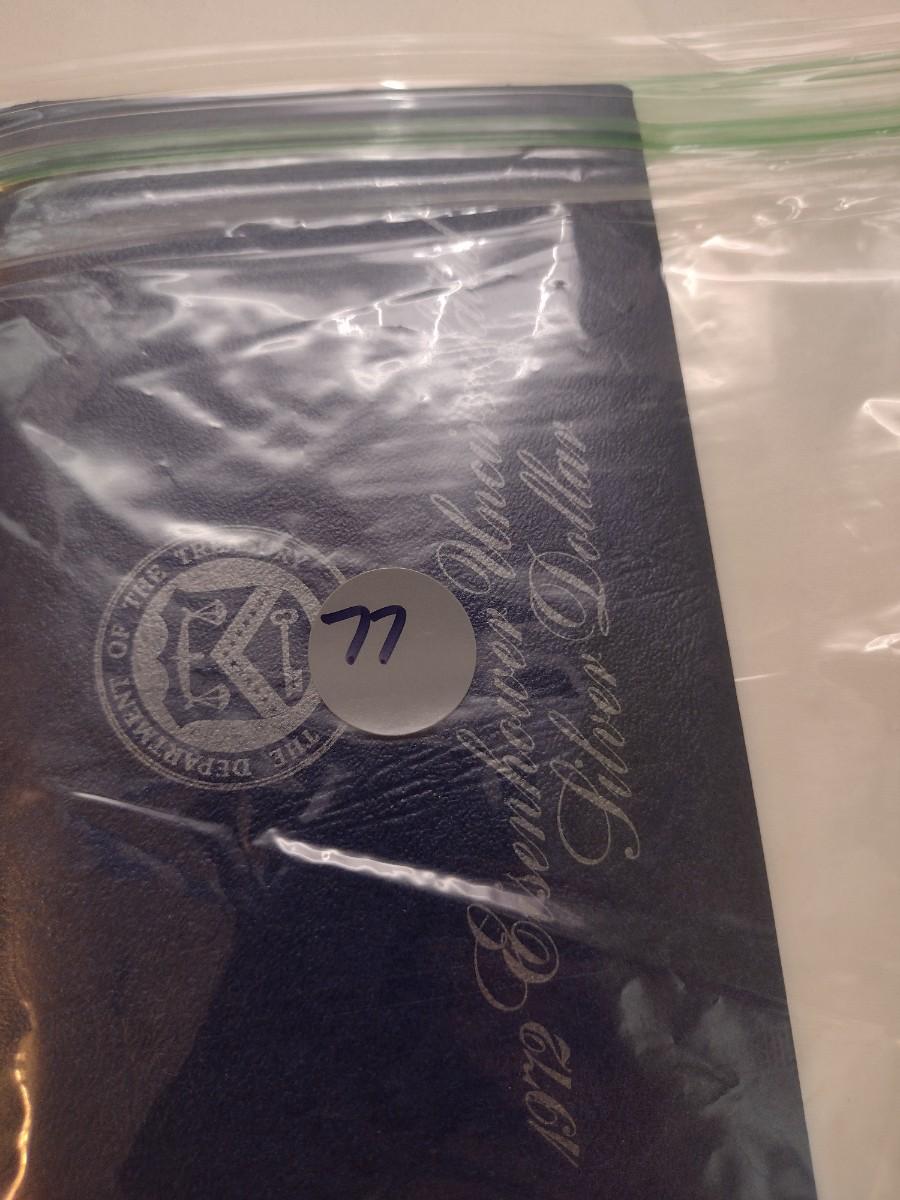 1972 Eisenhower Uncirculated
Silver Dollar
THE DEPARTMENT OF THE TREASURY
77